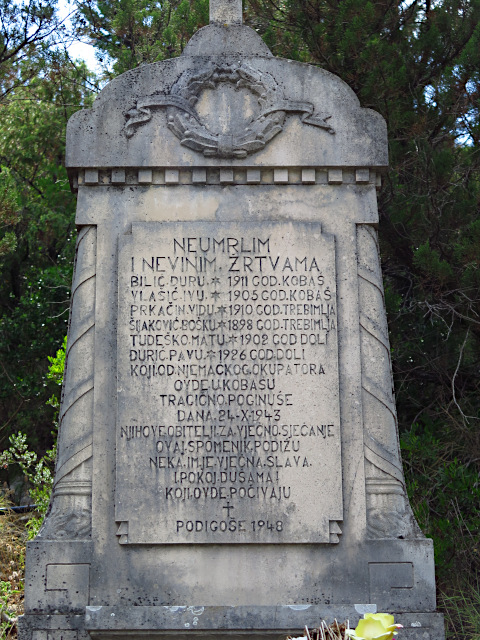 NEUMRLIM
I NEVINIM ŽRTVAMA
BILIĆ.ĐURU.* 1911 GOD.KOBAŠ
VLAŠIĆ.IVU.* 1905 GOD.KOBAŠ
PRKAČIN.VIDU * 1910 GOD.TREBIMLJA
ŠIJAKOVIĆ.BOŠKU *1898 GOD.TREBIMLJA
TUDEŠKO.MATU *1902 GOD DOLI
ĐURIĆ.PAVU *1926 GOD.DOLI
KOJI.OD.NJEMAČKOG.OKUPATORA
OVDE.U.KOBAŠU
TRAGIČNO.POGINUŠE
DANA. 24-X-1943
NJIHOVE.OBITELJI.ZA.VJEČNO.SJEĆANJE
OVAJ.SPOMENIK.PODIŽU
NEKA.IM.JE.VJEČNA.SLAVA.
I.POKOJ.DUŠAMA
KOJI.OVDE.POČIVAJU
PODIGOŠE 1948